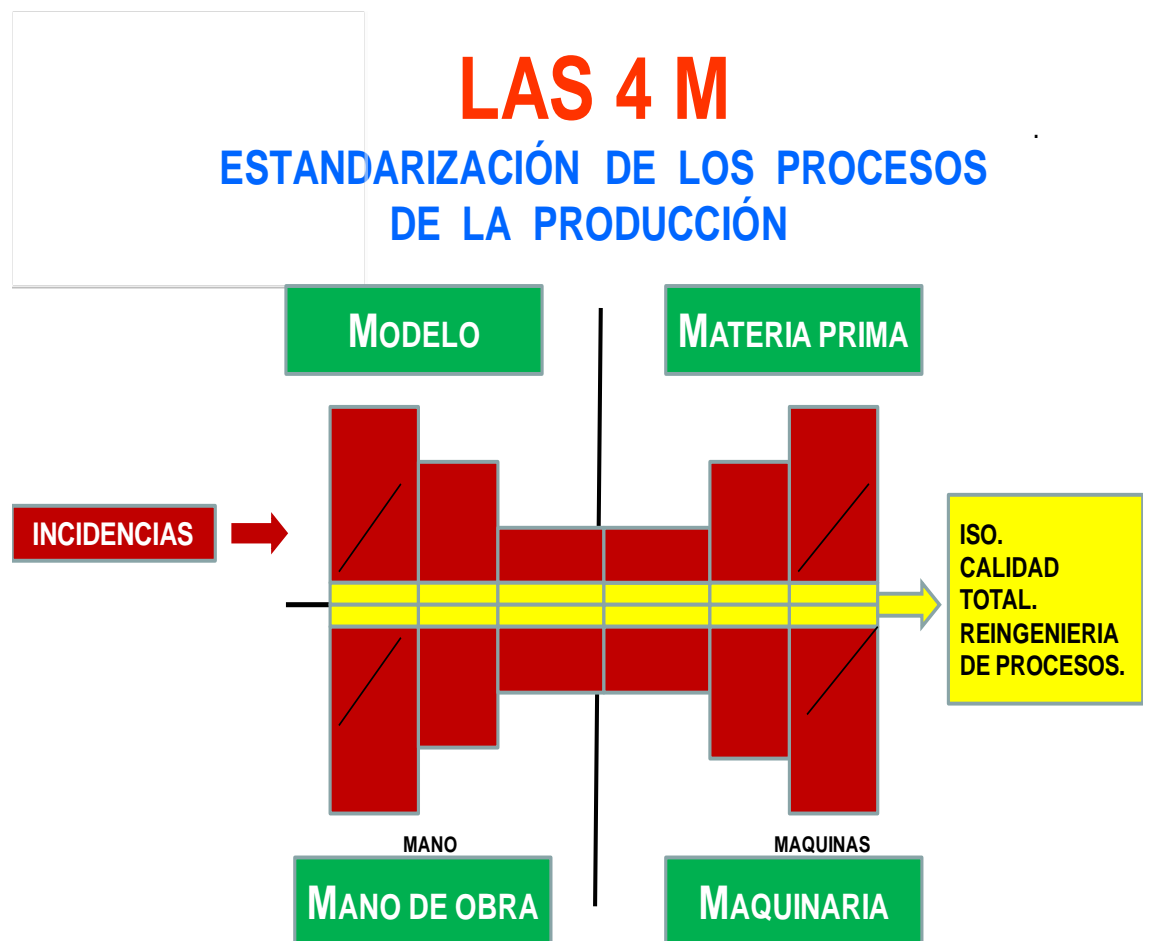 LAS 4 M
.
ESTANDARIZACIÓN DE LOS PROCESOS
DE LA PRODUCCIÓN
MODELO
MATERIA PRIMA
INCIDENCIAS
ISO.
CALIDAD
TOTAL.
REINGENIERIA
DE PROCESOS.
MANO
MAQUINAS
MANO DE OBRA
MAQUINARIA